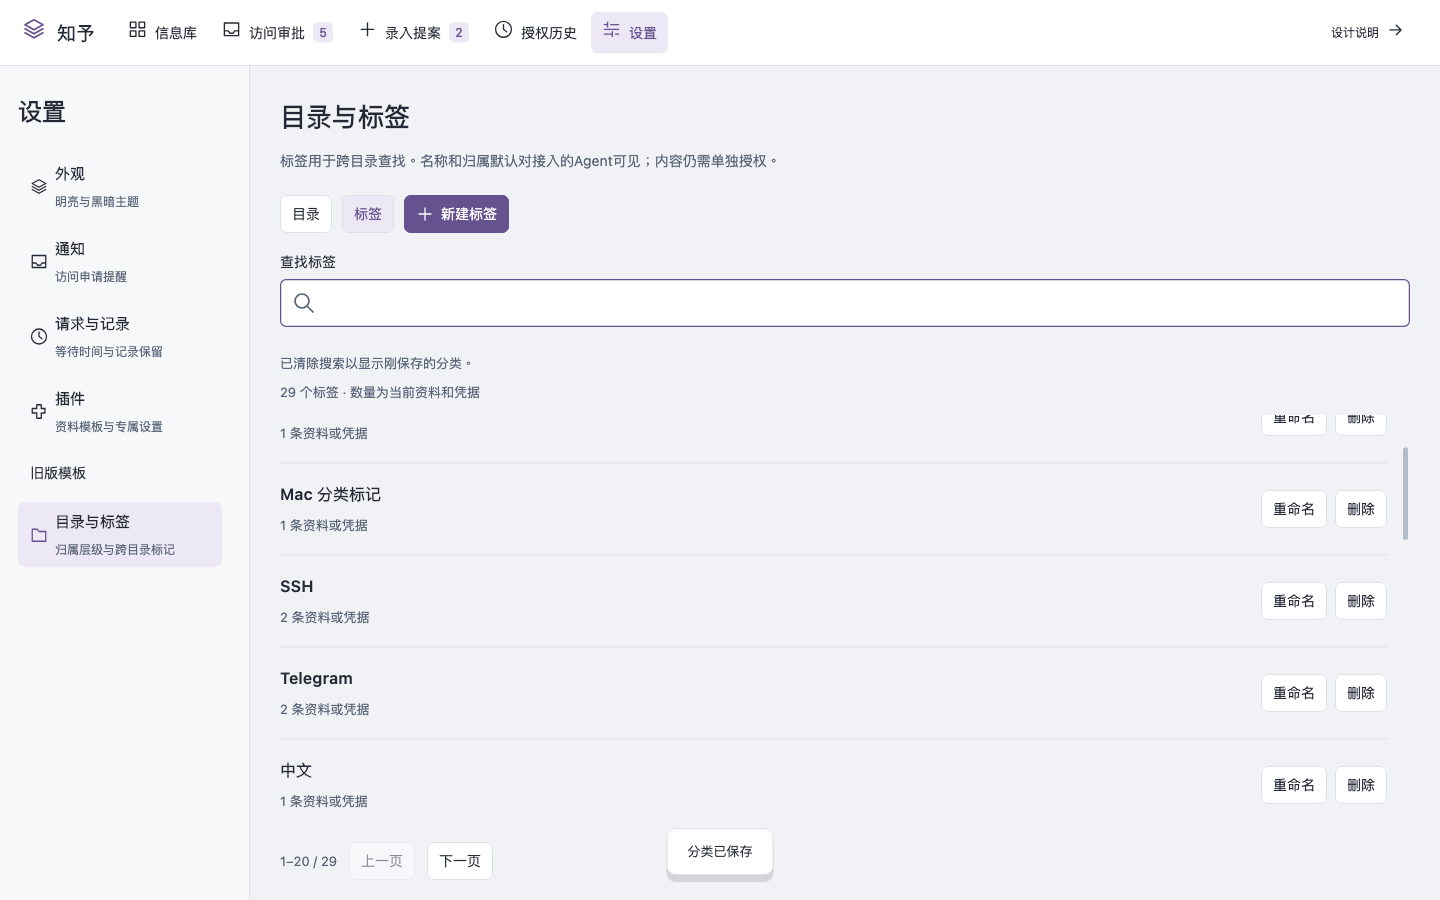 知予
信息库
访问审批 5
录入提案 2
授权历史
设置
设计说明
设置
外观
明亮与黑暗主题
通知
访问申请提醒
请求与记录
等待时间与记录保留
插件
资料模板与专属设置
旧版模板
目录与标签
归属层级与跨目录标记
目录与标签
标签用于跨目录查找。名称和归属默认对接入的Agent可见；内容仍需单独授权。
目录
标签
新建标签
查找标签
已清除搜索以显示刚保存的分类。
29 个标签 · 数量为当前资料和凭据
重命名
删除
1 条资料或凭据
Mac 分类标记
1 条资料或凭据
重命名
删除
SSH
2 条资料或凭据
重命名
删除
Telegram
2 条资料或凭据
重命名
删除
中文
1 条资料或凭据
重命名
删除
1–20 / 29
上一页
下一页
分类已保存